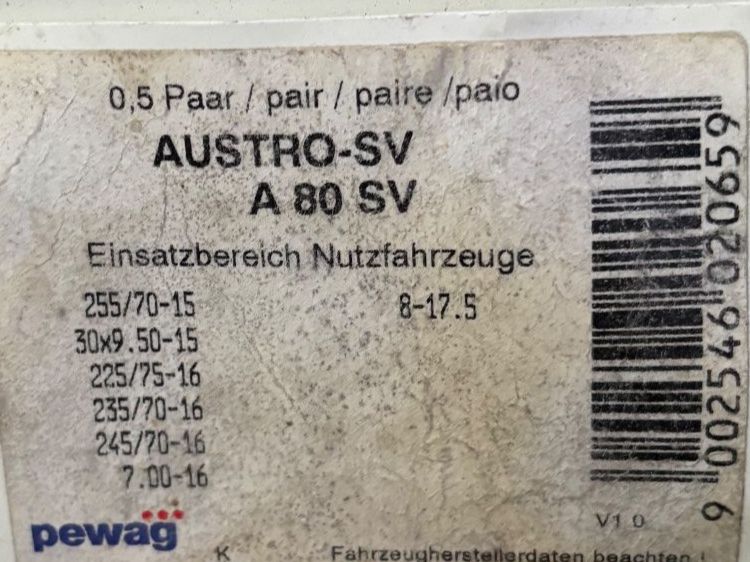 0,5 Paar / pair / paire /paio
AUSTRO-SV
A 80 SV
Einsatzbereich Nutzfahrzeuge
255/70-15 8-17.5
30x9.50-15
225/75-16
235/70-16
245/70-16
7.00-16
pewag
V1 0
K Fahrzeugherstellerdaten beachten !
9 002546 020659